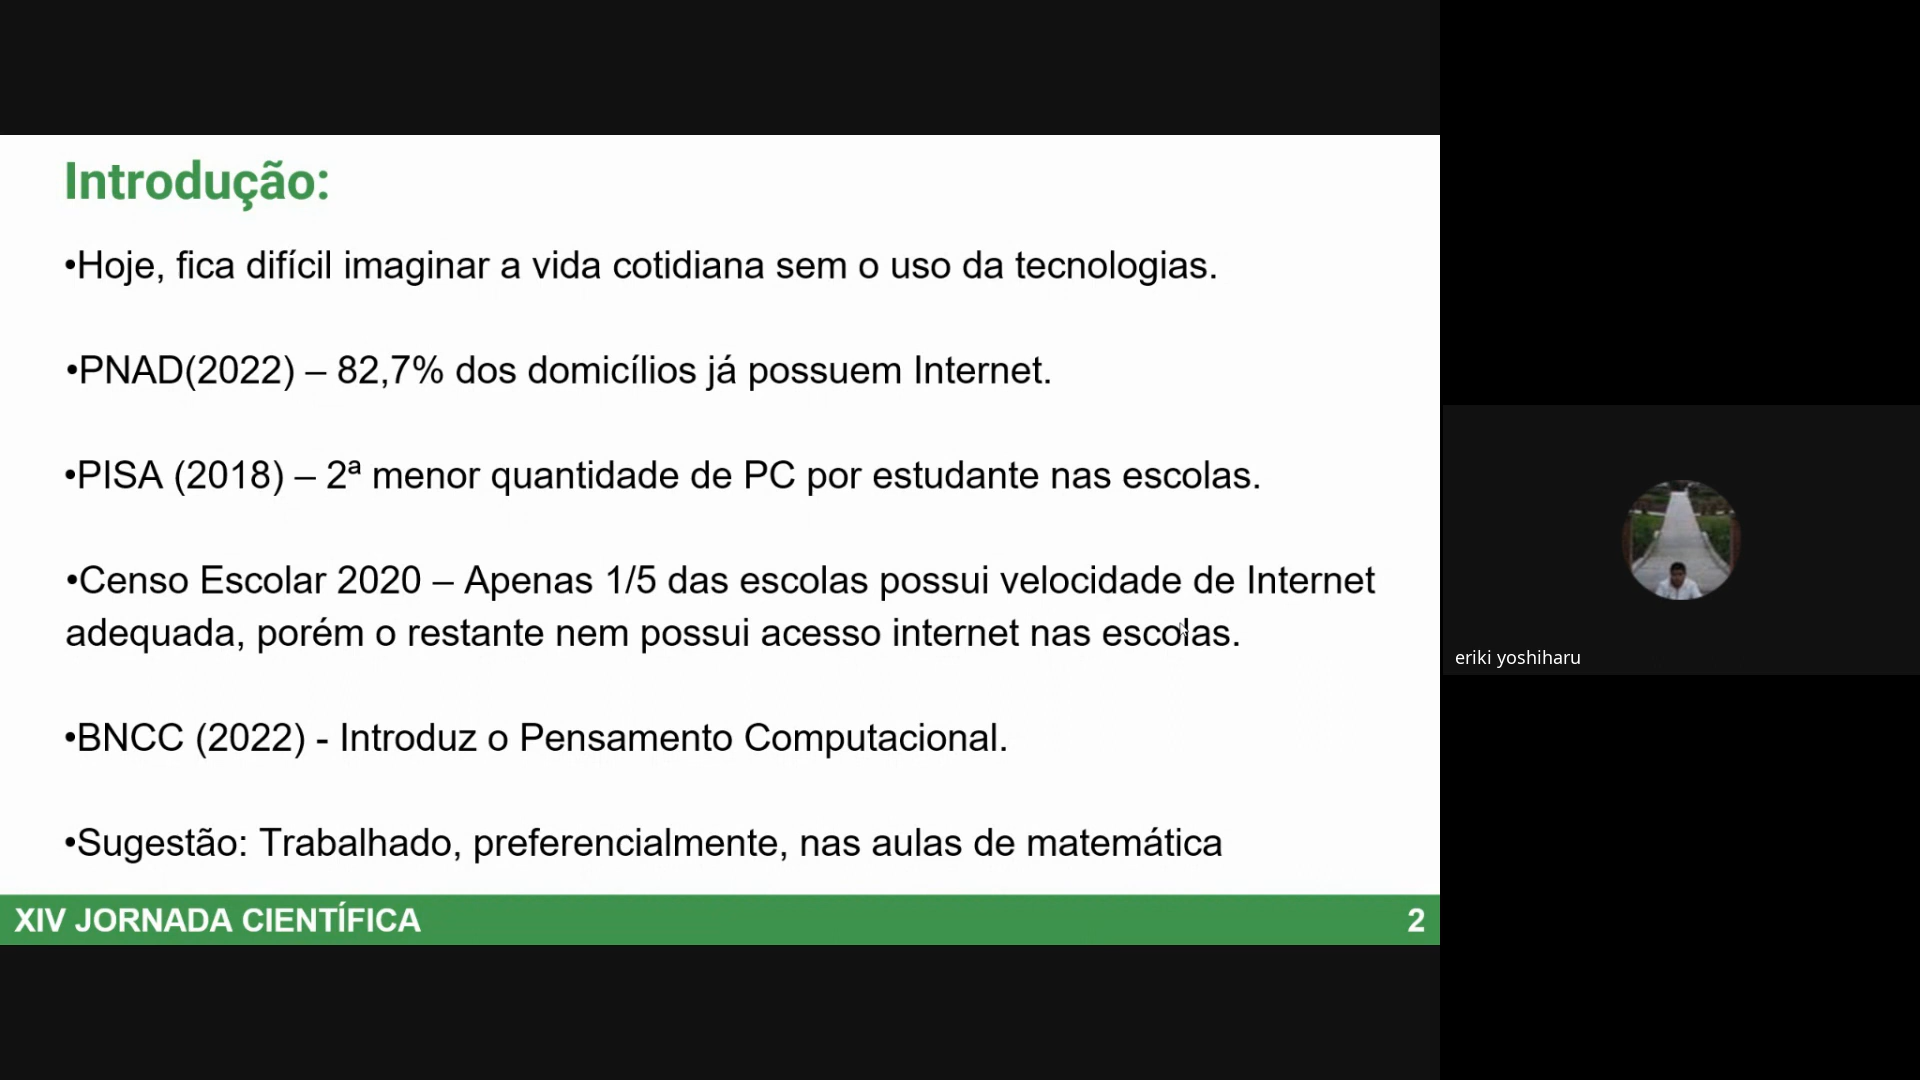 Introdução:
•Hoje, fica difícil imaginar a vida cotidiana sem o uso da tecnologias.
•PNAD(2022) – 82,7% dos domicílios já possuem Internet.
•PISA (2018) – 2ª menor quantidade de PC por estudante nas escolas.
•Censo Escolar 2020 – Apenas 1/5 das escolas possui velocidade de Internet
adequada, porém o restante nem possui acesso internet nas escolas.
•BNCC (2022) - Introduz o Pensamento Computacional.
•Sugestão: Trabalhado, preferencialmente, nas aulas de matemática
XIV JORNADA CIENTÍFICA 2
eriki yoshiharu